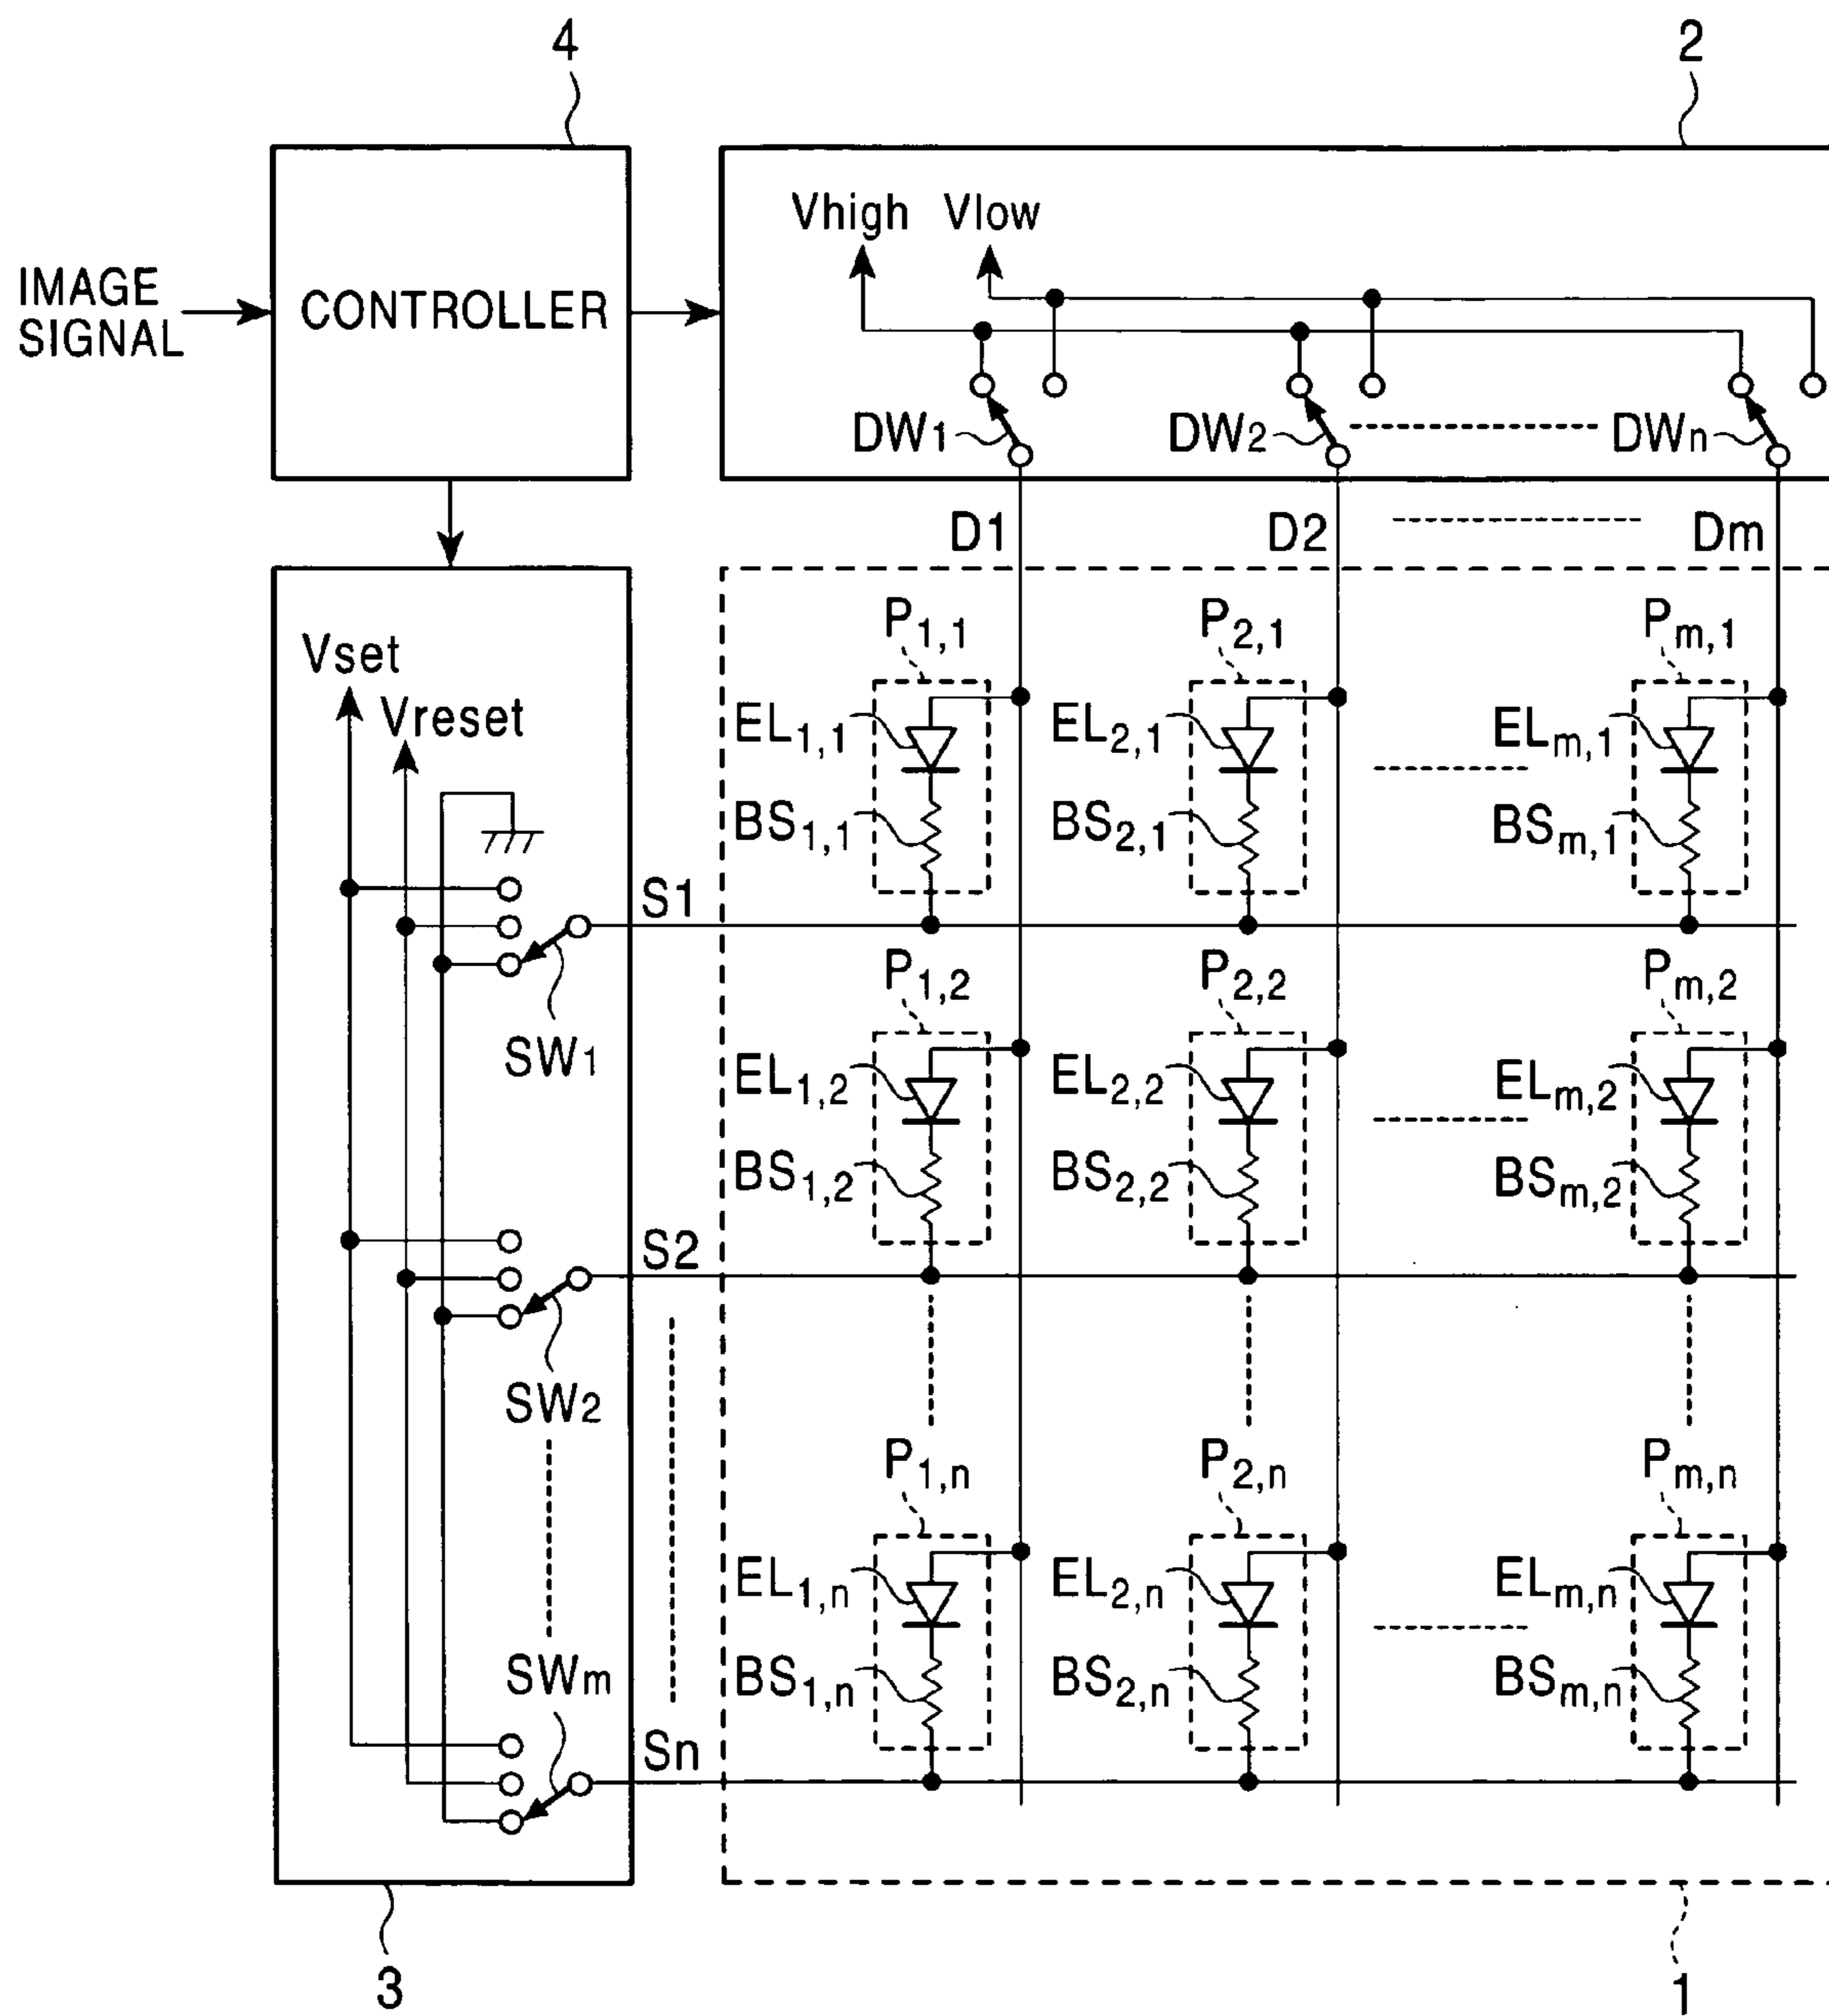 4
2
IMAGE
SIGNAL
CONTROLLER
Vhigh Vlow
DW1
DW2
DWn
D1
D2
Dm
Vset
Vreset
P1,1
P2,1
Pm,1
EL1,1
EL2,1
ELm,1
BS1,1
BS2,1
BSm,1
S1
SW1
P1,2
P2,2
Pm,2
EL1,2
EL2,2
ELm,2
BS1,2
BS2,2
BSm,2
S2
SW2
P1,n
P2,n
Pm,n
EL1,n
EL2,n
ELm,n
BS1,n
BS2,n
BSm,n
SWm
Sn
3
1